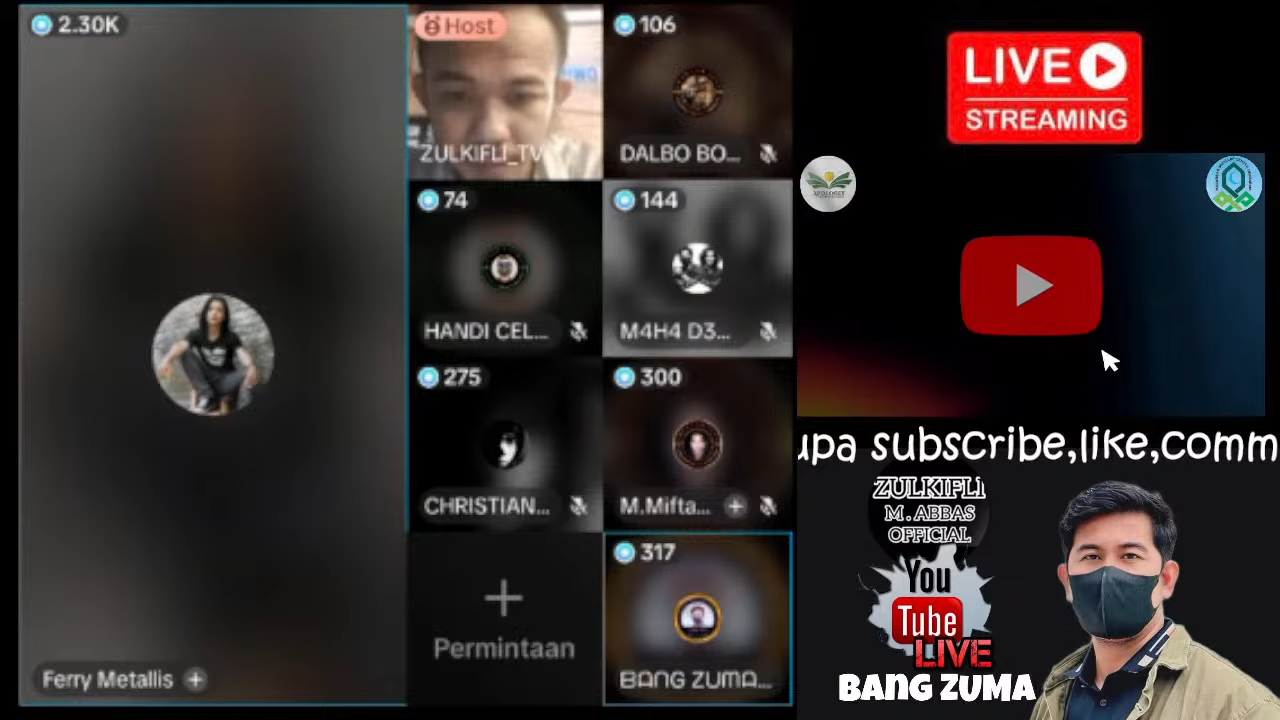 2.30K
Ferry Metallis
Host
ZULKIFLI_TV
106
DALBO BO...
74
HANDI CEL...
144
M4H4 D3...
275
CHRISTIAN...
300
M.Mifta...
Permintaan
317
BANG ZUMA...
LIVE
STREAMING
upa subscribe,like,comm
ZULKIFLI
M.ABBAS
OFFICIAL
You
Tube
LIVE
BANG ZUMA